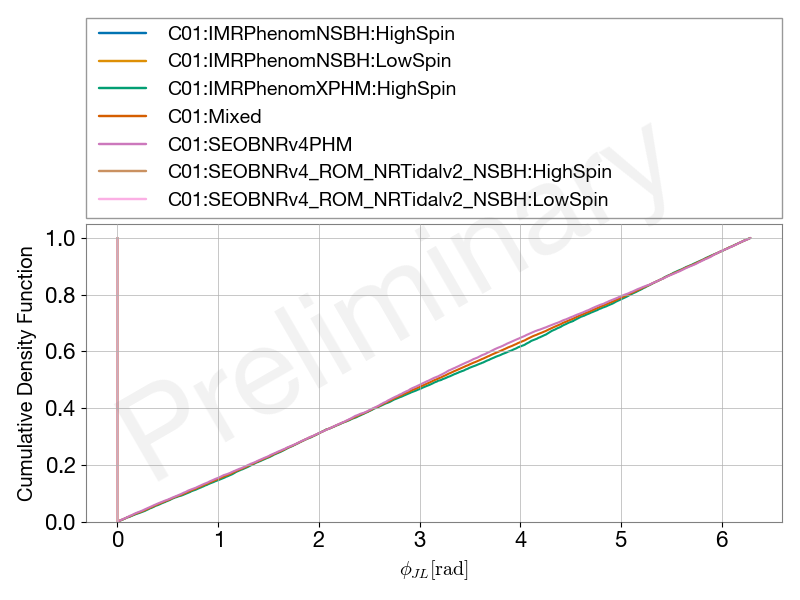 C01:IMRPhenomNSBH:HighSpin
C01:IMRPhenomNSBH:LowSpin
C01:IMRPhenomXPHM:HighSpin
C01:Mixed
C01:SEOBNRv4PHM
C01:SEOBNRv4_ROM_NRTidalv2_NSBH:HighSpin
C01:SEOBNRv4_ROM_NRTidalv2_NSBH:LowSpin
Preliminary
Cumulative Density Function
1.0
0.8
0.6
0.4
0.2
0.0
0 1 2 3 4 5 6
ϕ_{JL}[rad]